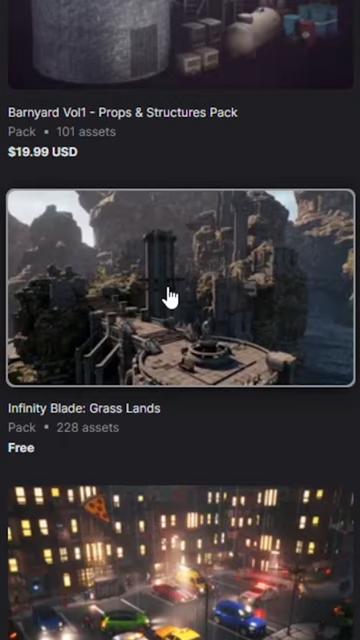 Barnyard Vol1 - Props & Structures Pack
Pack • 101 assets
$19.99 USD
Infinity Blade: Grass Lands
Pack • 228 assets
Free